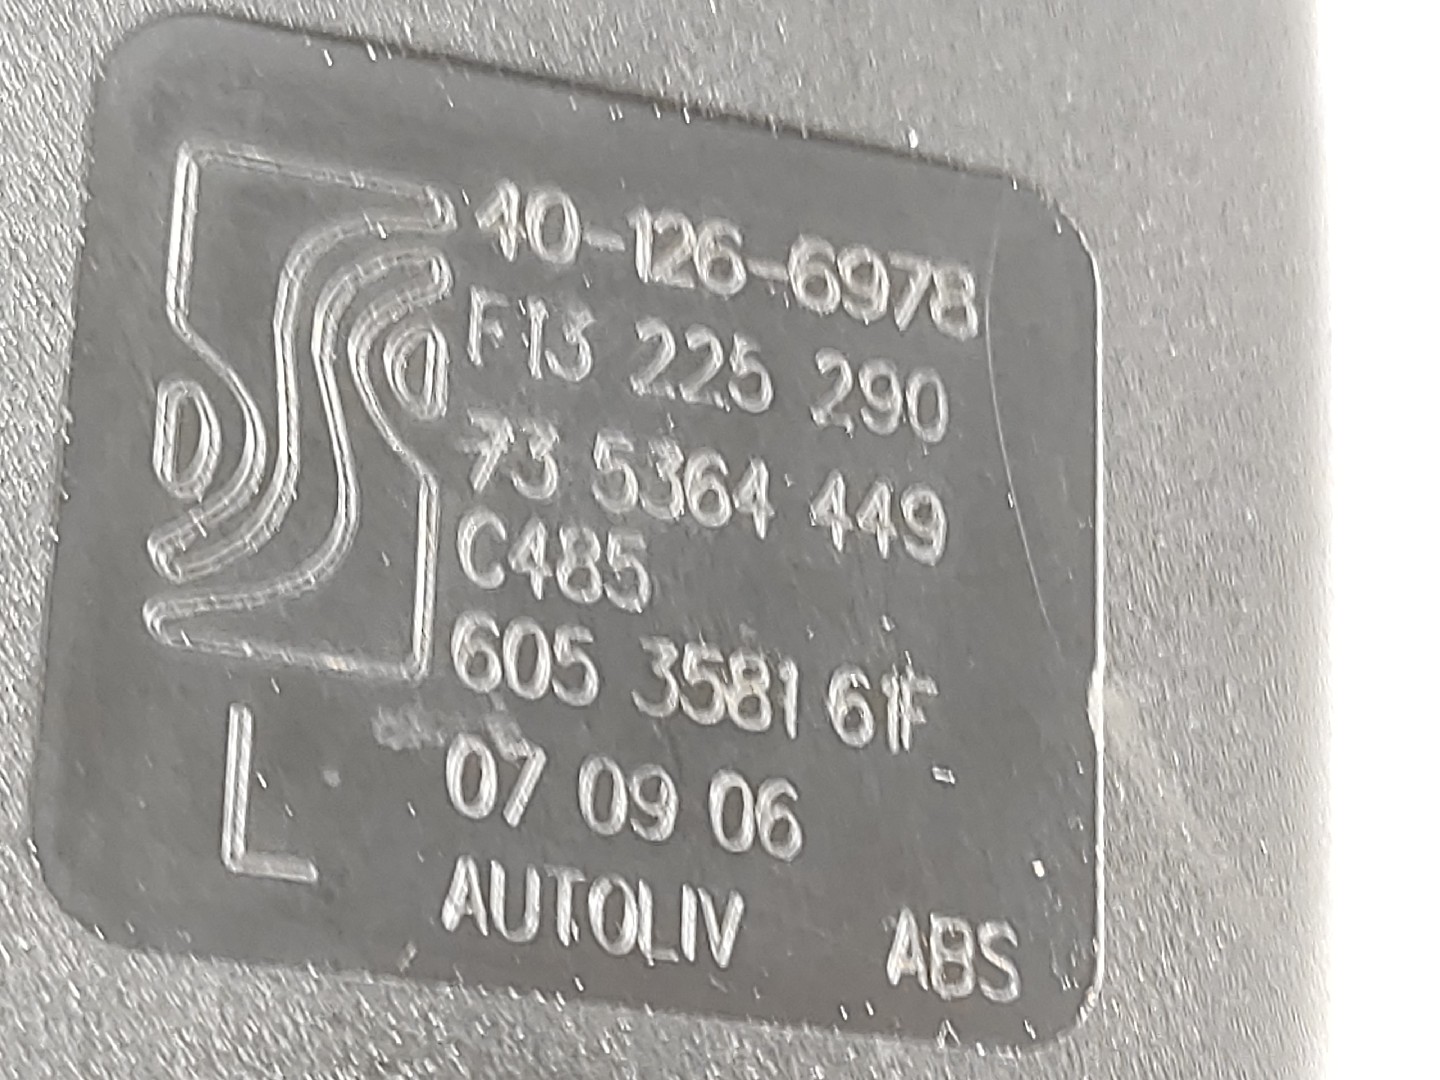 40-126-6978
F13 225 290
73 5364 449
C485
605 3581 61F
L
07 09 06
AUTOLIV ABS